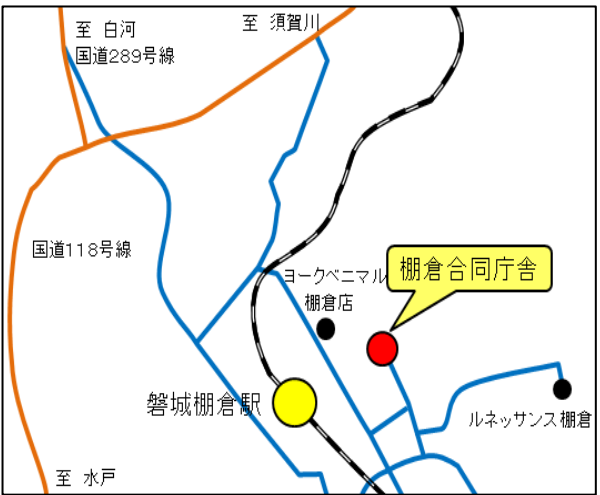 至 白河
国道289号線
至 須賀川
国道118号線
ヨークベニマル
棚倉店
棚倉合同庁舎
磐城棚倉駅
ルネッサンス棚倉
至 水戸